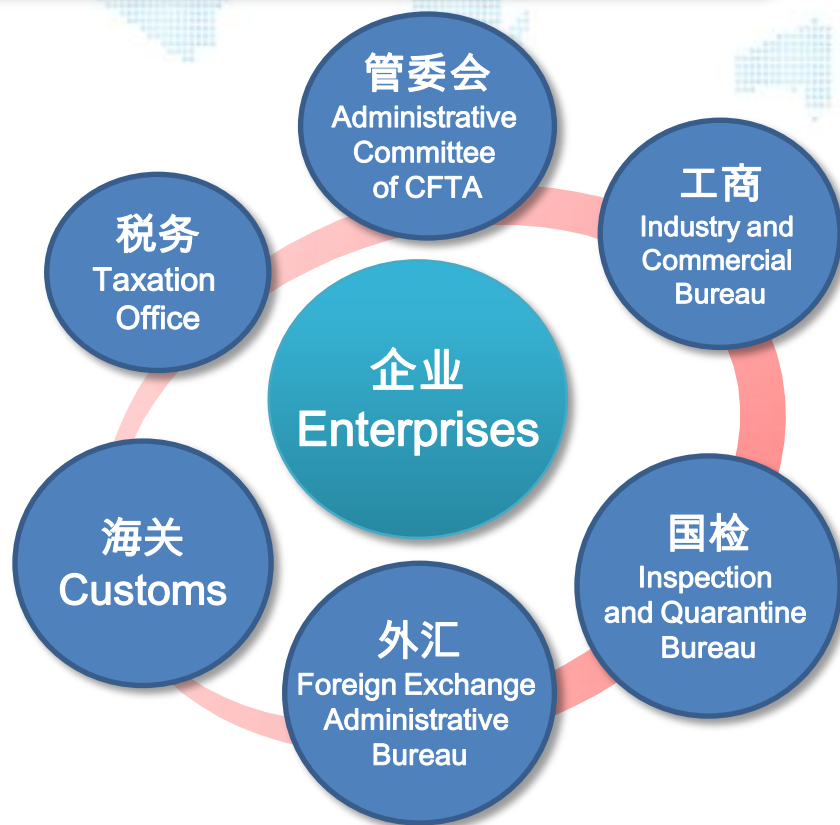 管委会
Administrative
Committee
of CFTA
工商
Industry and
Commercial
Bureau
税务
Taxation
Office
企业
Enterprises
国检
Inspection
and Quarantine
Bureau
海关
Customs
外汇
Foreign Exchange
Administrative
Bureau